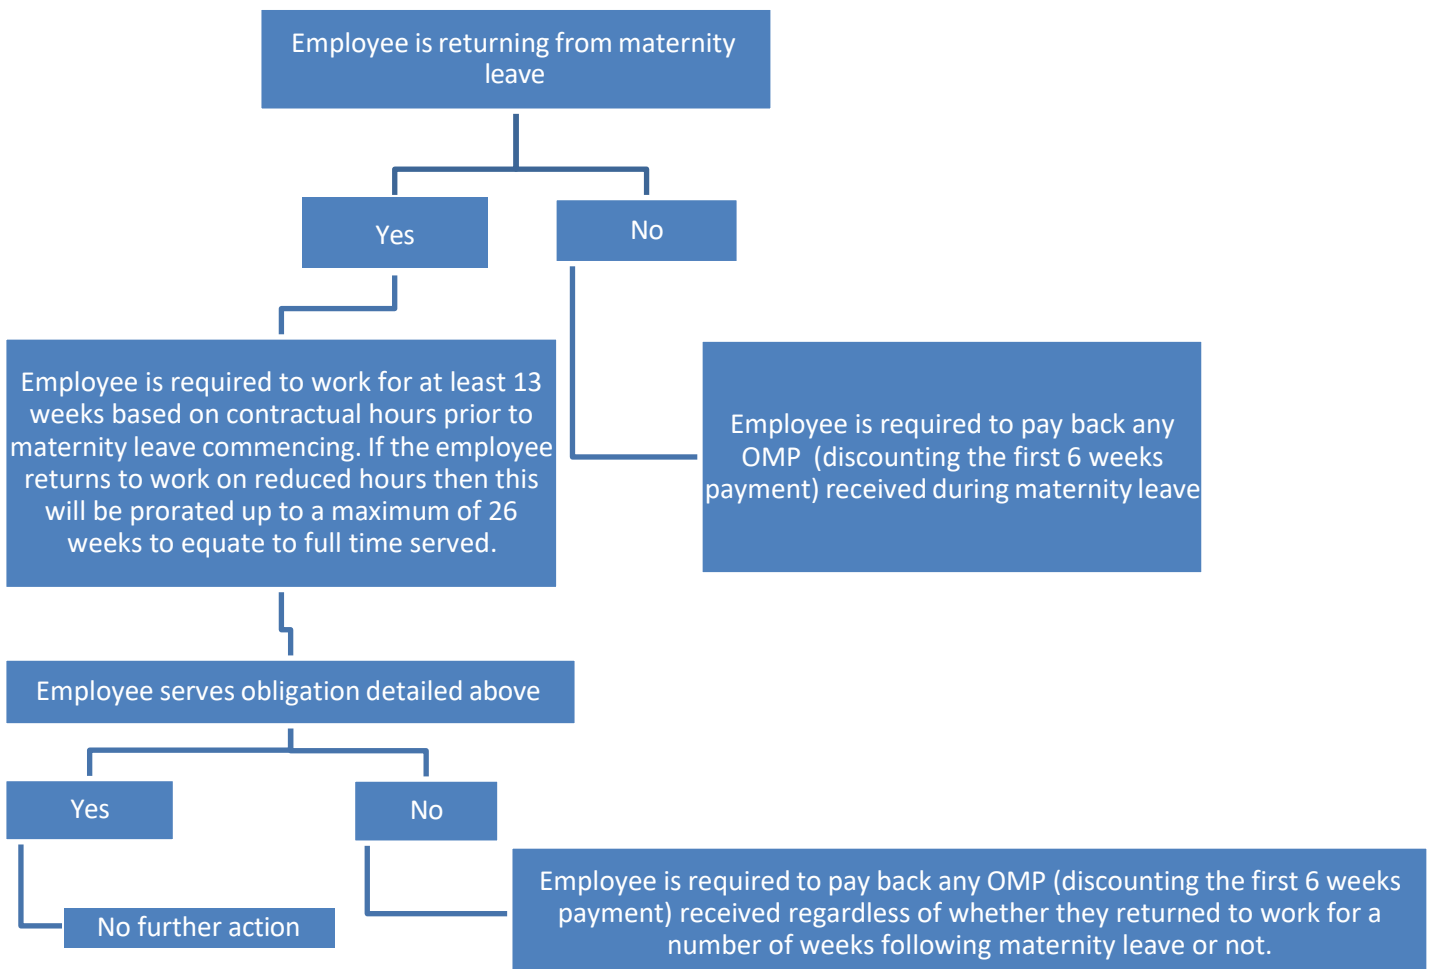 Employee is returning from maternity
leave
Yes
No
Employee is required to work for at least 13
weeks based on contractual hours prior to
maternity leave commencing. If the employee
returns to work on reduced hours then this
will be prorated up to a maximum of 26
weeks to equate to full time served.
Employee is required to pay back any
OMP  (discounting the first 6 weeks
payment) received during maternity leave
Employee serves obligation detailed above
Yes
No
No further action
Employee is required to pay back any OMP (discounting the first 6 weeks
payment) received regardless of whether they returned to work for a
number of weeks following maternity leave or not.